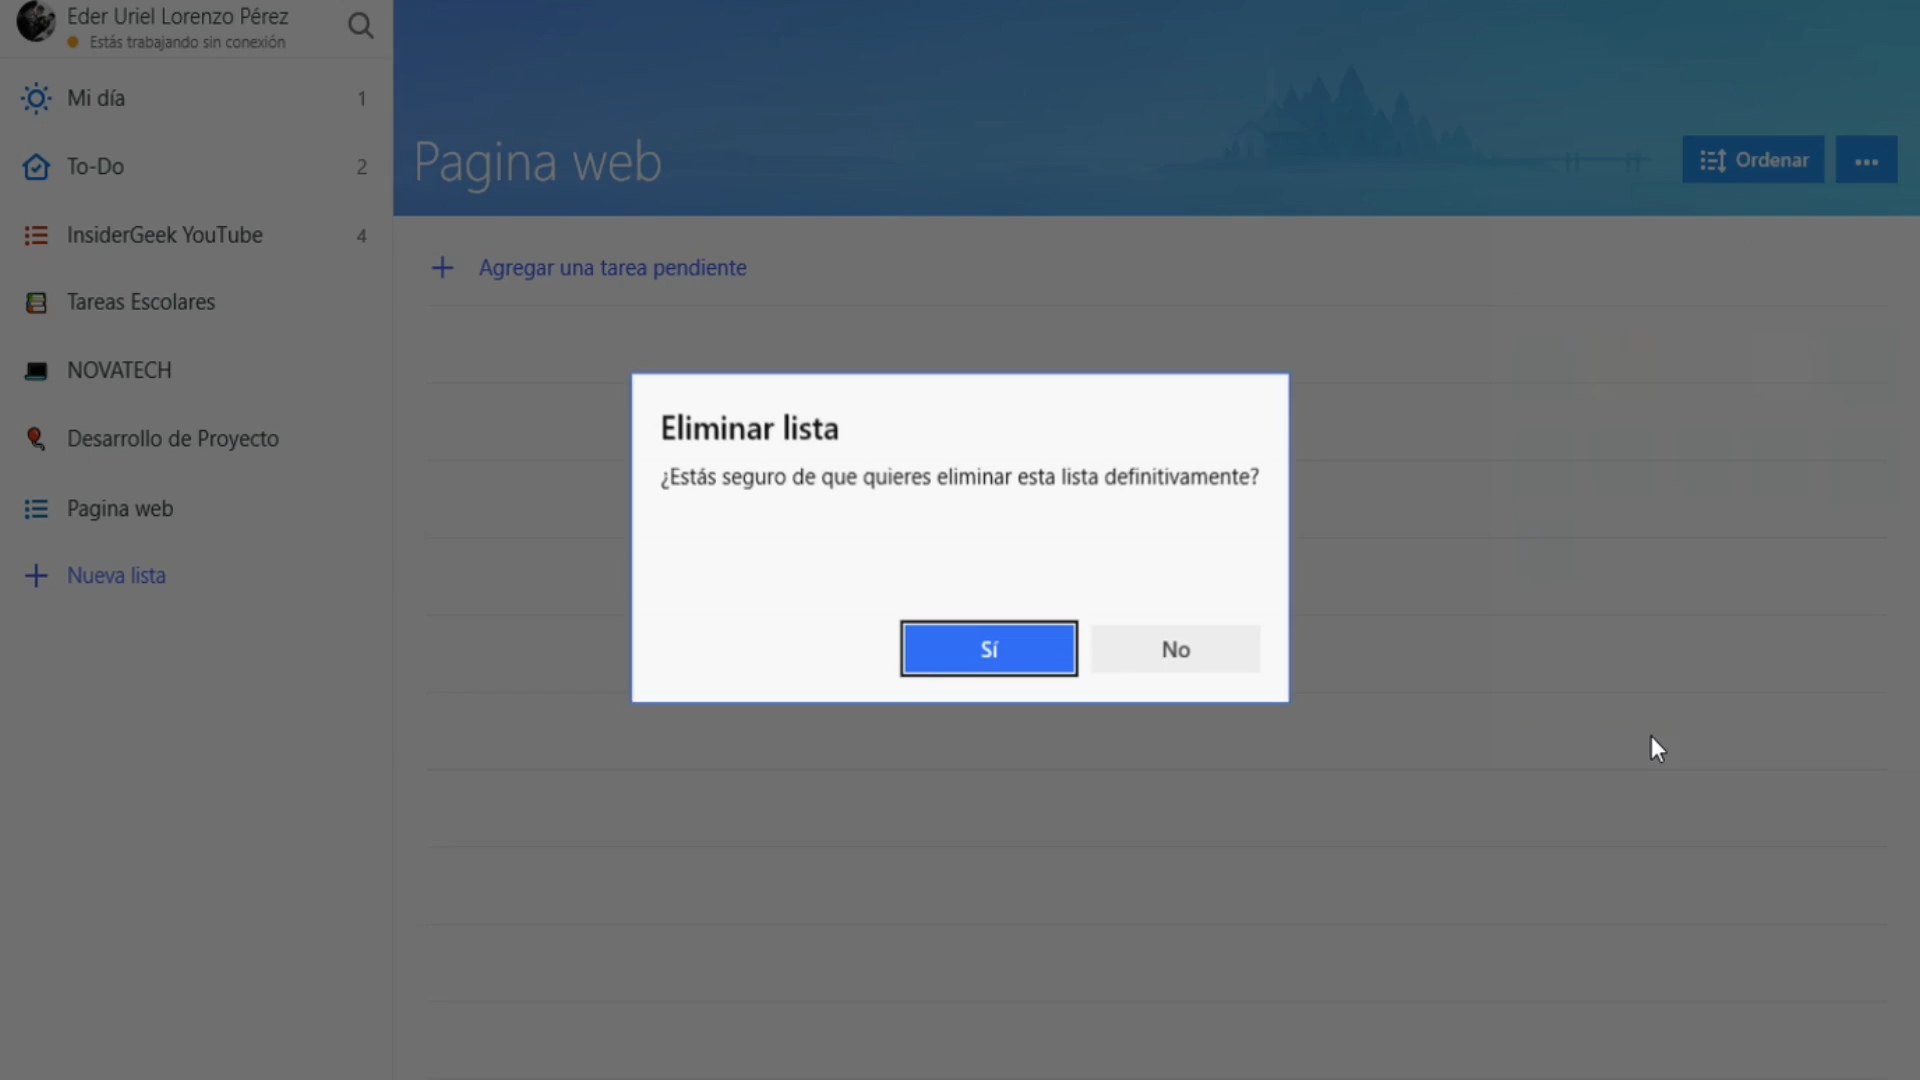 Eder Uriel Lorenzo Pérez
Estás trabajando sin conexión
Mi día 1
To-Do 2
InsiderGeek YouTube 4
Tareas Escolares
NOVATECH
Desarrollo de Proyecto
Pagina web
Nueva lista
Pagina web
Ordenar
Agregar una tarea pendiente
Eliminar lista
¿Estás seguro de que quieres eliminar esta lista definitivamente?
Sí
No